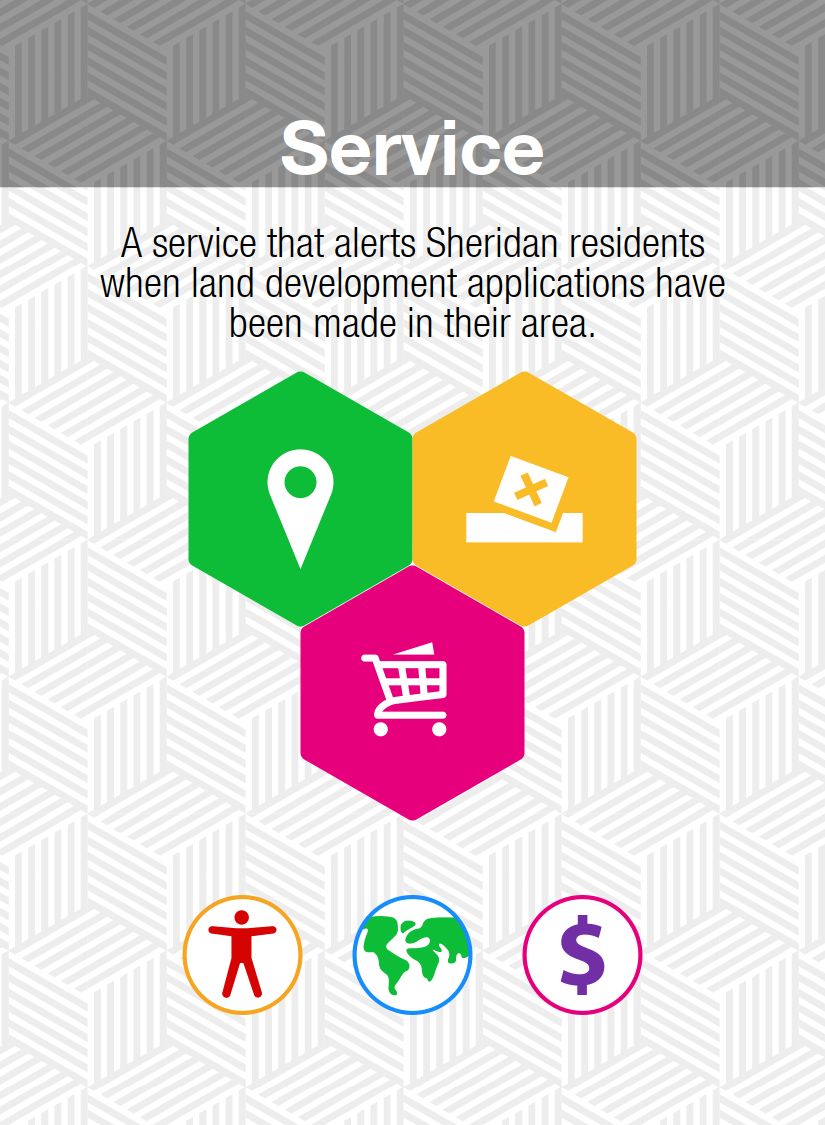 Service
A service that alerts Sheridan residents
when land development applications have
been made in their area.
$